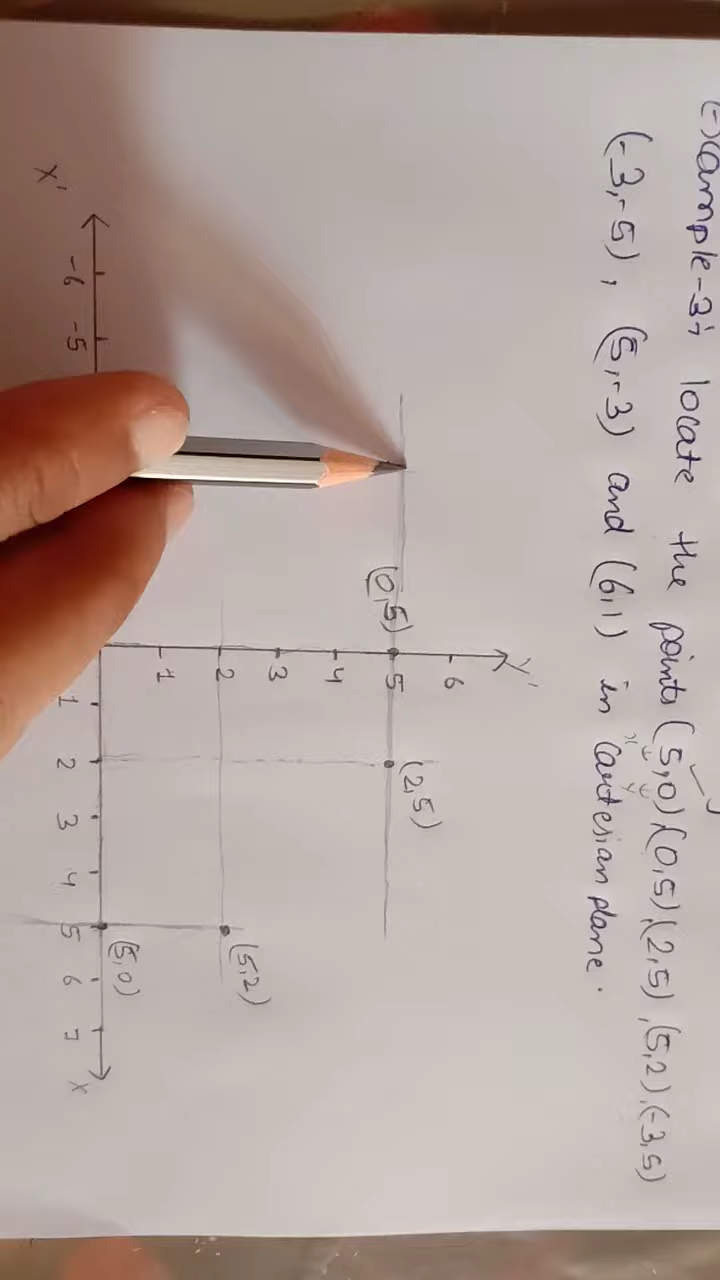 Example-3:- locate the points (5,0),(0,5),(2,5),(5,2),(-3,5)
x y
(-3,-5), (5,-3) and (6,1) in Cartesian plane.
Y'
6
(0,5) 5 (2,5)
4
3
2 (5,2)
1
(5,0)
X' -6 -5 1 2 3 4 5 6 7 X